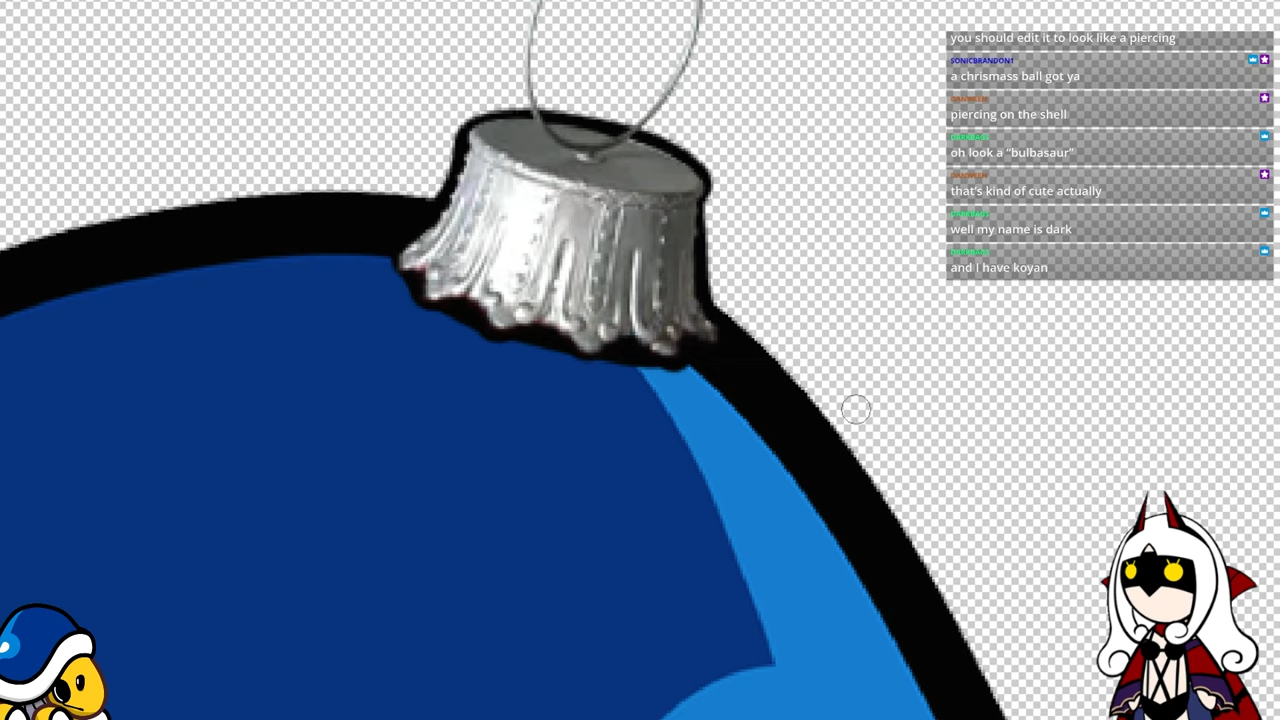 you should edit it to look like a piercing
SONICBRANDON1
a chrismass ball got ya
piercing on the shell
oh look a “bulbasaur”
that's kind of cute actually
well my name is dark
and I have koyan